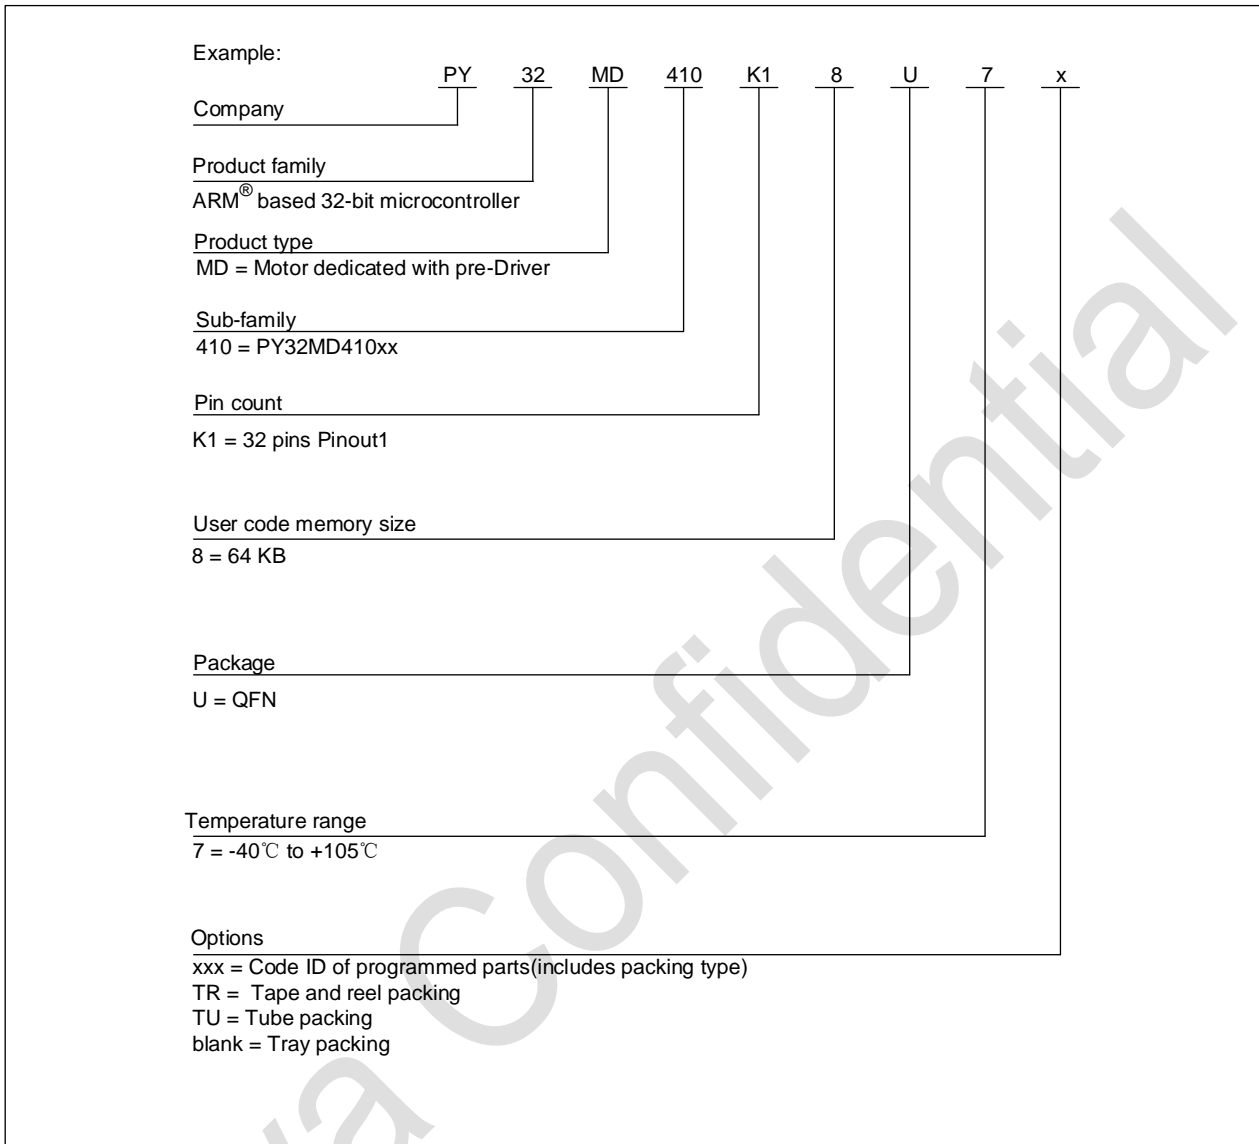 Example:
PY 32 MD 410 K1 8 U 7 x
Company
Product family
ARM® based 32-bit microcontroller
Product type
MD = Motor dedicated with pre-Driver
Sub-family
410 = PY32MD410xx
Pin count
K1 = 32 pins Pinout1
User code memory size
8 = 64 KB
Package
U = QFN
Temperature range
7 = -40℃ to +105℃
Options
xxx = Code ID of programmed parts(includes packing type)
TR = Tape and reel packing
TU = Tube packing
blank = Tray packing
Confidential